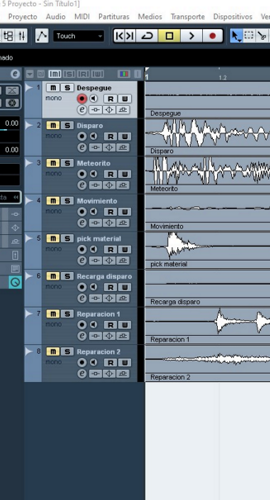 5 Proyecto - Sin Título1]
Proyecto Audio MIDI Partituras Medios Transporte Dispositivos Ve
Touch
nado
1 1.3
0.00
0.00
1 M S Despegue
mono R W
e
2 M S Disparo
mono R W
e
3 M S Meteorito
mono R W
e
4 M S Movimiento
mono R W
e
5 M S pick material
mono R W
e
6 M S Recarga disparo
mono R W
e
7 M S Reparacion 1
mono R W
e
8 M S Reparacion 2
mono R W
e
Despegue
Disparo
Meteorito
Movimiento
pick material
Recarga disparo
Reparacion 1
Reparacion 2